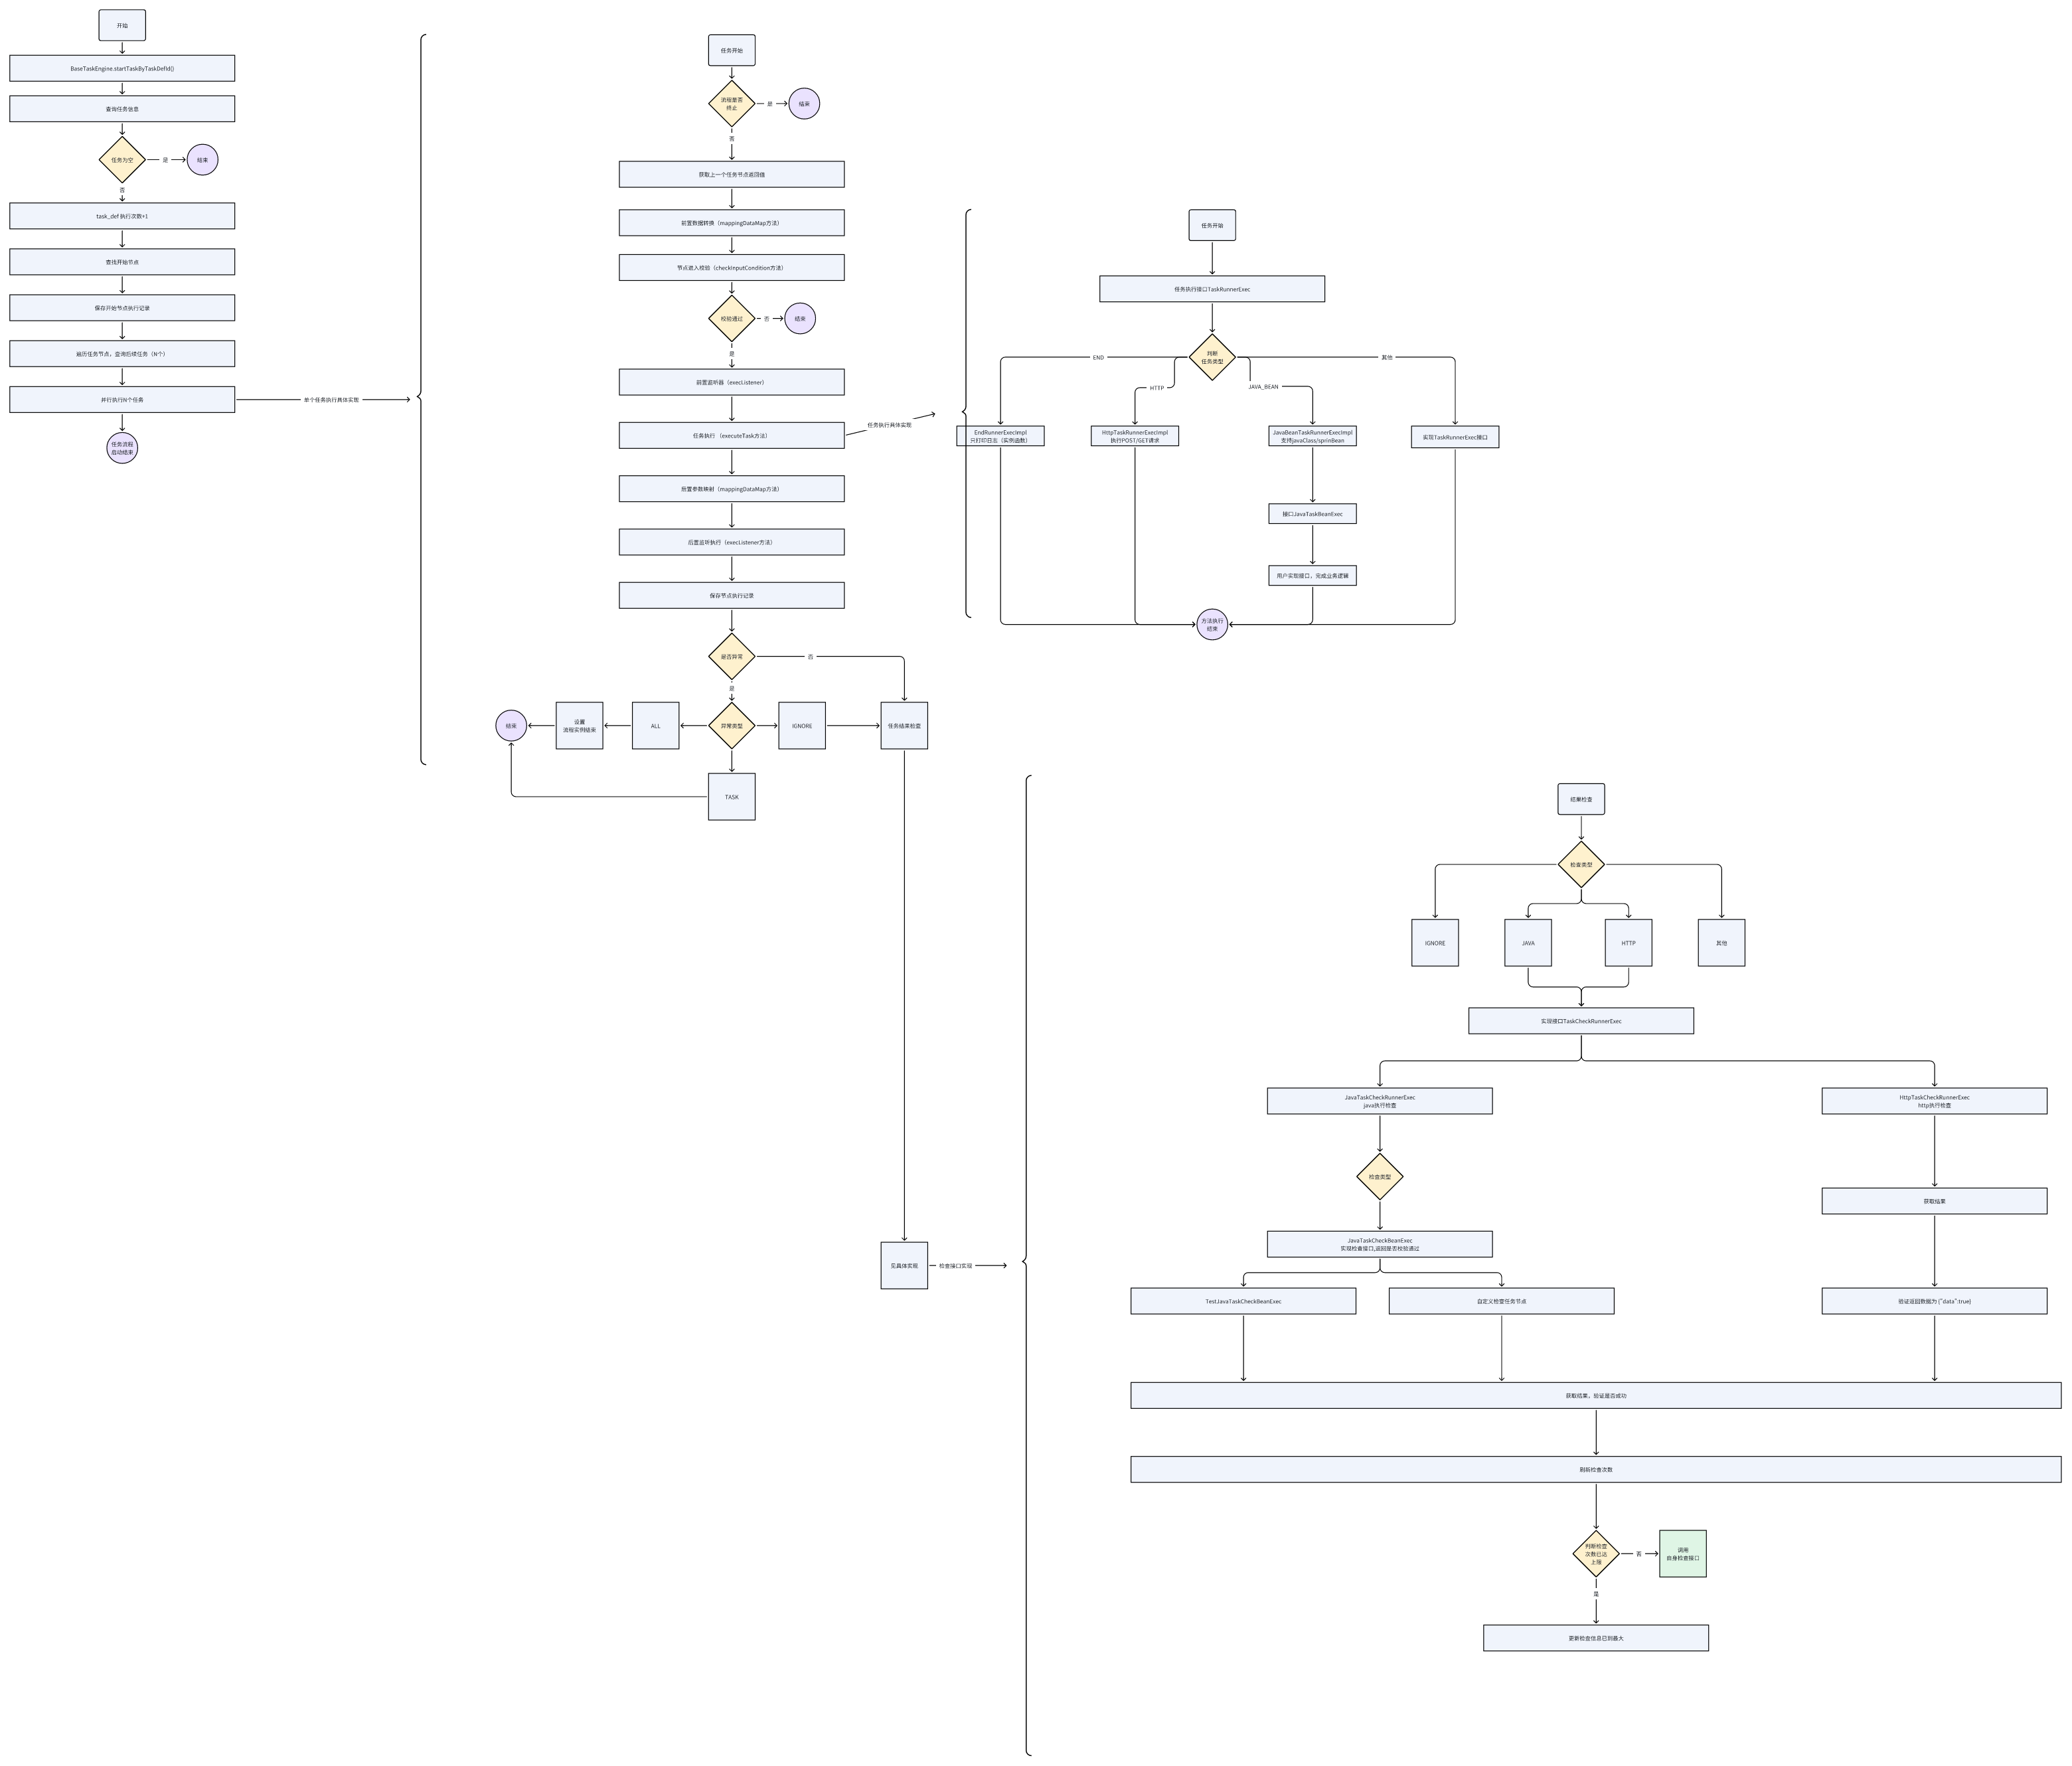 开始
BaseTaskEngine.startTaskByTaskDefId()
查询任务信息
任务为空
是
结束
否
task_def 执行次数+1
查找开始节点
保存开始节点执行记录
遍历任务节点，查询后续任务（N个）
并行执行N个任务
单个任务执行具体实现
任务流程
启动结束
任务开始
流程是否
终止
是
结束
否
获取上一个任务节点返回值
前置数据转换（mappingDataMap方法）
节点进入校验（checkInputCondition方法）
校验通过
否
结束
是
前置监听器（execListener）
任务执行 （executeTask方法）
任务执行具体实现
后置参数映射（mappingDataMap方法）
后置监听执行（execListener方法）
保存节点执行记录
是否异常
否
是
结束
设置
流程实例结束
ALL
异常类型
IGNORE
任务结果检查
TASK
见具体实现
检查接口实现
任务开始
任务执行接口TaskRunnerExec
判断
任务类型
END
HTTP
JAVA_BEAN
其他
EndRunnerExecImpl
只打印日志（实例函数）
HttpTaskRunnerExecImpl
执行POST/GET请求
JavaBeanTaskRunnerExecImpl
支持javaClass/sprinBean
实现TaskRunnerExec接口
接口JavaTaskBeanExec
用户实现接口，完成业务逻辑
方法执行
结束
结果检查
检查类型
IGNORE
JAVA
HTTP
其他
实现接口TaskCheckRunnerExec
JavaTaskCheckRunnerExec
java执行检查
HttpTaskCheckRunnerExec
http执行检查
检查类型
获取结果
JavaTaskCheckBeanExec
实现检查接口,返回是否校验通过
TestJavaTaskCheckBeanExec
自定义检查任务节点
验证返回数据为 {"data":true}
获取结果，验证是否成功
刷新检查次数
判断检查
次数已达
上限
否
调用
自身检查接口
是
更新检查信息已到最大